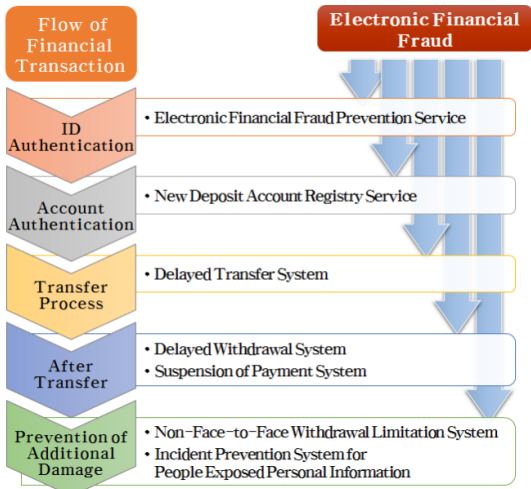 Flow of
Financial
Transaction
Electronic Financial
Fraud
ID
Authentication
• Electronic Financial Fraud Prevention Service
Account
Authentication
• New Deposit Account Registry Service
Transfer
Process
• Delayed Transfer System
After
Transfer
• Delayed Withdrawal System
• Suspension of Payment System
Prevention of
Additional
Damage
• Non-Face-to-Face Withdrawal Limitation System
• Incident Prevention System for
People Exposed Personal Information